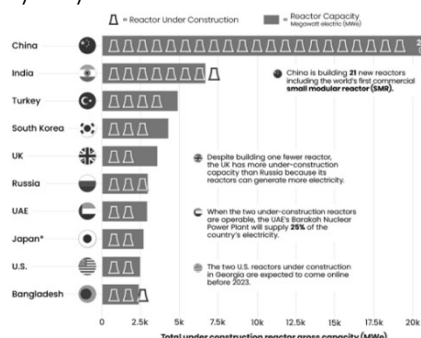 = Reactor Under Construction
= Reactor Capacity
Megawatt electric (MWe)
China
India
China is building 21 new reactors
including the world's first commercial
small modular reactor (SMR).
Turkey
South Korea
UK
Despite building one fewer reactor,
the UK has more under-construction
capacity than Russia because its
reactors can generate more electricity.
Russia
UAE
When the two under-construction reactors
are operable, the UAE's Barakah Nuclear
Power Plant will supply 25% of the
country's electricity.
Japan*
U.S.
The two U.S. reactors under construction
in Georgia are expected to come online
before 2023.
Bangladesh
0 2.5k 5k 7.5k 10k 12.5k 15k 17.5k 20k
Total under construction reactor gross capacity (MWe)